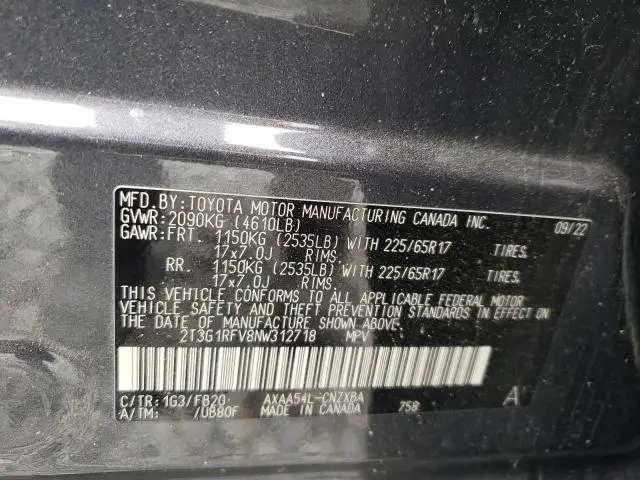 MFD.BY:TOYOTA MOTOR MANUFACTURING CANADA INC. 09/22
GVWR:2090KG (4610LB)
GAWR:FRT. 1150KG (2535LB) WITH 225/65R17 TIRES.
17x7.0J RIMS.
RR. 1150KG (2535LB) WITH 225/65R17 TIRES.
17x7.0J RIMS.
THIS VEHICLE CONFORMS TO ALL APPLICABLE FEDERAL MOTOR
VEHICLE SAFETY AND THEFT PREVENTION STANDARDS IN EFFECT ON
THE DATE OF MANUFACTURE SHOWN ABOVE.
2T3G1RFV8NW312718 MPV
C/TR:1G3/FB20 AXAA54L-CNZXBA A
A/TM: /UB80F MADE IN CANADA 758